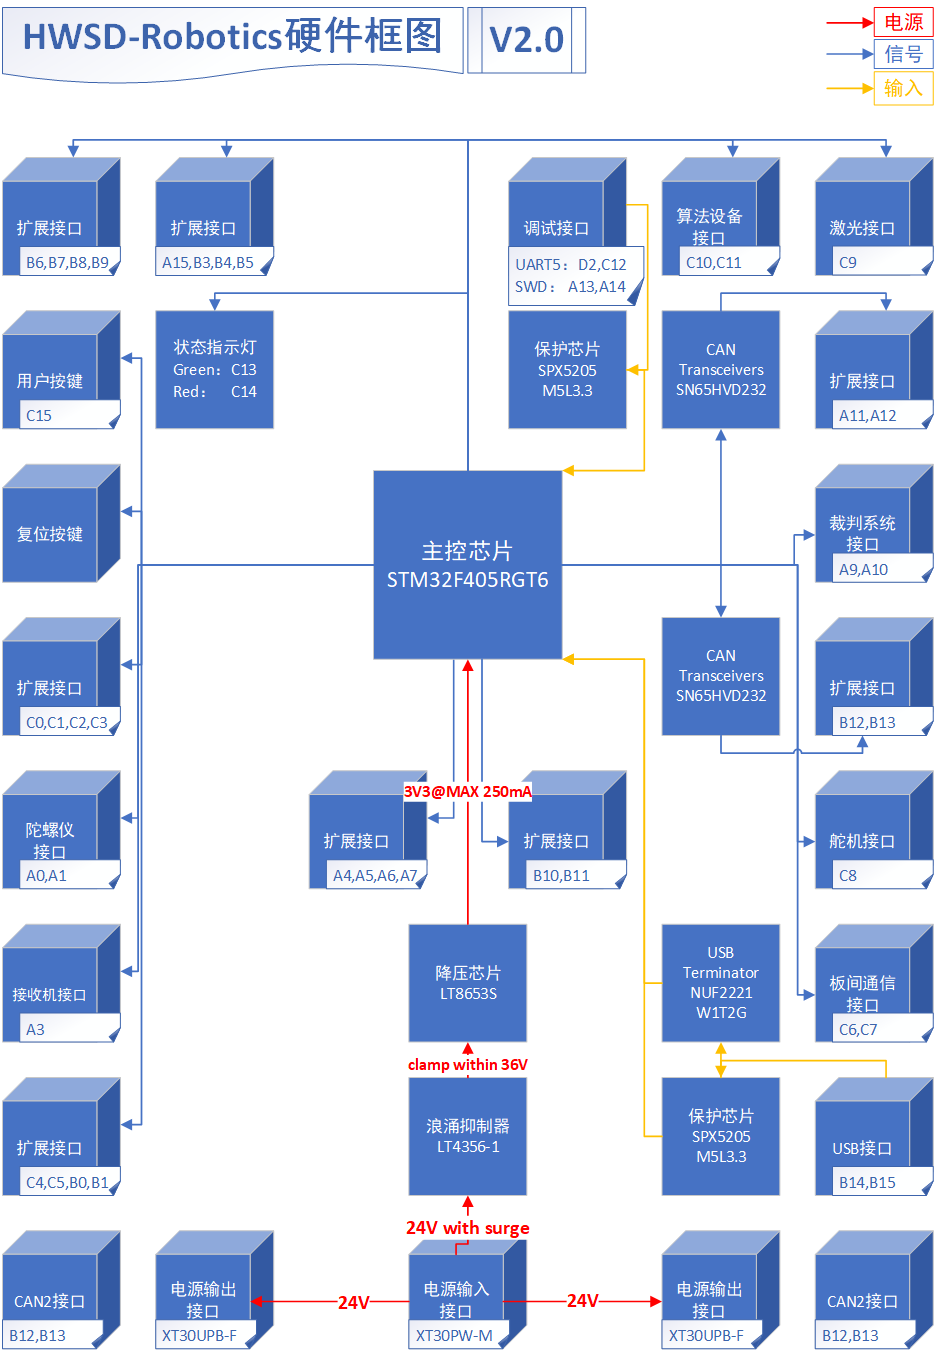 HWSD-Robotics硬件框图
V2.0
电源
信号
输入
扩展接口
B6,B7,B8,B9
扩展接口
A15,B3,B4,B5
调试接口
UART5：D2,C12
SWD： A13,A14
算法设备
接口
C10,C11
激光接口
C9
用户按键
C15
状态指示灯
Green：C13
Red： C14
保护芯片
SPX5205
M5L3.3
CAN
Transceivers
SN65HVD232
扩展接口
A11,A12
复位按键
主控芯片
STM32F405RGT6
裁判系统
接口
A9,A10
扩展接口
C0,C1,C2,C3
CAN
Transceivers
SN65HVD232
扩展接口
B12,B13
陀螺仪
接口
A0,A1
3V3@MAX 250mA
扩展接口
A4,A5,A6,A7
扩展接口
B10,B11
舵机接口
C8
接收机接口
A3
降压芯片
LT8653S
USB
Terminator
NUF2221
W1T2G
板间通信
接口
C6,C7
clamp within 36V
扩展接口
C4,C5,B0,B1
浪涌抑制器
LT4356-1
保护芯片
SPX5205
M5L3.3
USB接口
B14,B15
24V with surge
CAN2接口
B12,B13
电源输出
接口
XT30UPB-F
24V
电源输入
接口
XT30PW-M
24V
电源输出
接口
XT30UPB-F
CAN2接口
B12,B13